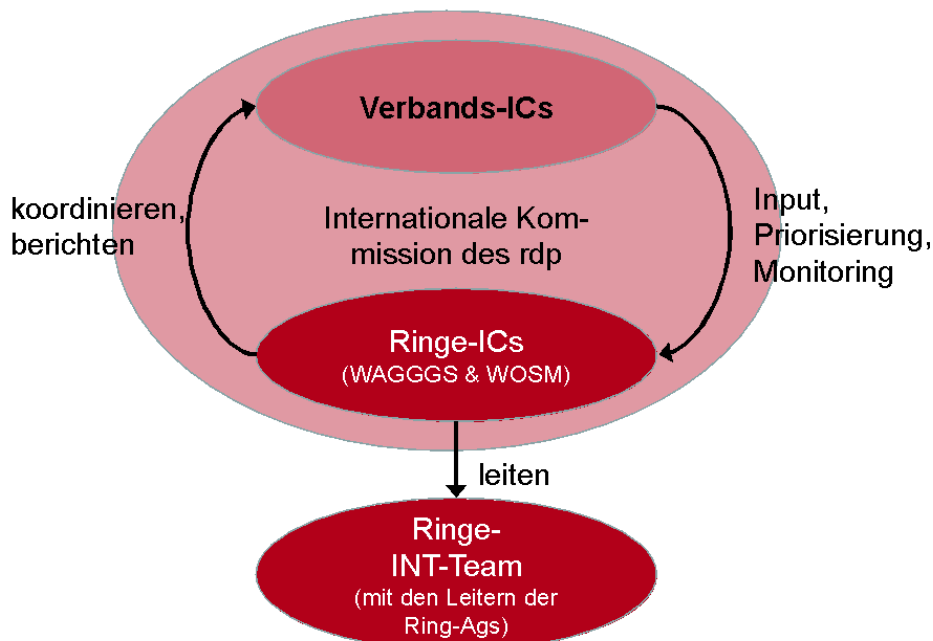 Verbands-ICs
koordinieren,
berichten
Internationale Kom-
mission des rdp
Input,
Priorisierung,
Monitoring
Ringe-ICs
(WAGGGS & WOSM)
leiten
Ringe-
INT-Team
(mit den Leitern der
Ring-Ags)